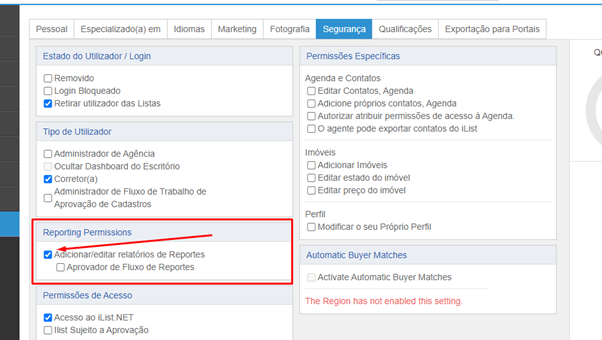 Pessoal Especializado(a) em Idiomas Marketing Fotografia Segurança Qualificações Exportação para Portais
Estado do Utilizador / Login
Removido
Login Bloqueado
Retirar utilizador das Listas
Tipo de Utilizador
Administrador de Agência
Ocultar Dashboard do Escritório
Corretor(a)
Administrador de Fluxo de Trabalho de
Aprovação de Cadastros
Reporting Permissions
Adicionar/editar relatórios de Reportes
Aprovador de Fluxo de Reportes
Permissões de Acesso
Acesso ao iList.NET
Ilist Sujeito a Aprovação
Permissões Específicas
Agenda e Contatos
Editar Contatos, Agenda
Adicione próprios contatos, Agenda
Autorizar atribuir permissões de acesso á Agenda.
O agente pode exportar contatos do iList
Imóveis
Adicionar Imóveis
Editar estado do imóvel
Editar preço do imóvel
Perfil
Modificar o seu Próprio Perfil
Automatic Buyer Matches
Activate Automatic Buyer Matches
The Region has not enabled this setting.